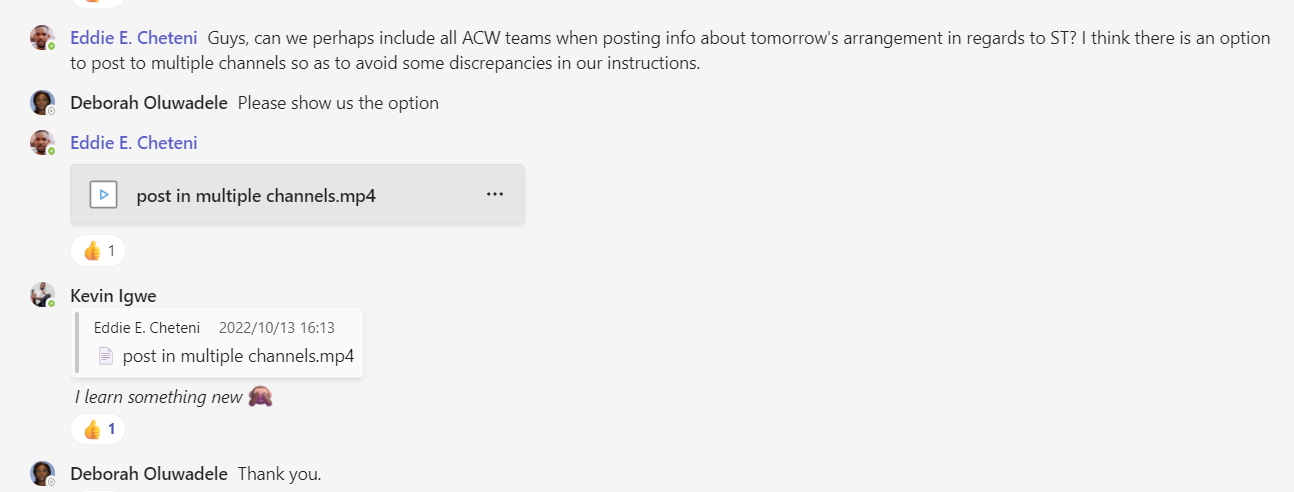 Eddie E. Cheteni Guys, can we perhaps include all ACW teams when posting info about tomorrow's arrangement in regards to ST? I think there is an option
to post to multiple channels so as to avoid some discrepancies in our instructions.
Deborah Oluwadele Please show us the option
Eddie E. Cheteni
post in multiple channels.mp4 ...
1
Kevin Igwe
Eddie E. Cheteni 2022/10/13 16:13
post in multiple channels.mp4
I learn something new
1
Deborah Oluwadele Thank you.